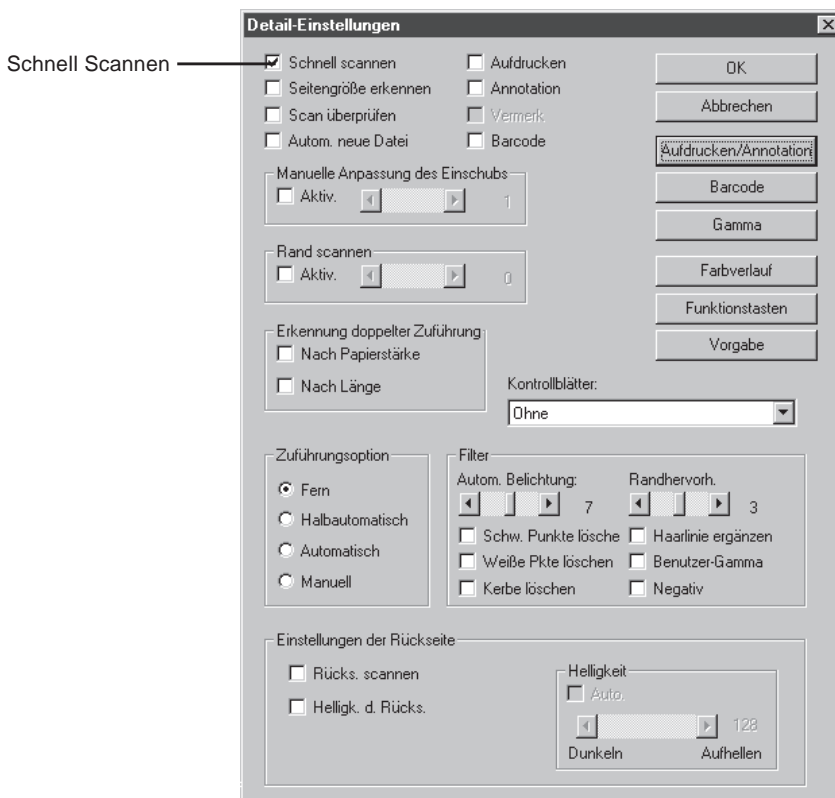 Detail-Einstellungen
Schnell Scannen
Schnell scannen
Seitengröße erkennen
Scan überprüfen
Autom. neue Datei
Aufdrucken
Annotation
Vermerk.
Barcode
OK
Abbrechen
Aufdrucken/Annotation
Barcode
Gamma
Farbverlauf
Funktionstasten
Vorgabe
Manuelle Anpassung des Einschubs
Aktiv. 1
Rand scannen
Aktiv. 0
Erkennung doppelter Zuführung
Nach Papierstärke
Nach Länge
Kontrollblätter:
Ohne
Zuführungsoption
Fern
Halbautomatisch
Automatisch
Manuell
Filter
Autom. Belichtung: Randhervorh.
7 3
Schw. Punkte lösche Haarlinie ergänzen
Weiße Pkte löschen Benutzer-Gamma
Kerbe löschen Negativ
Einstellungen der Rückseite
Rücks. scannen
Helligk. d. Rücks.
Helligkeit
Auto.
128
Dunkeln Aufhellen